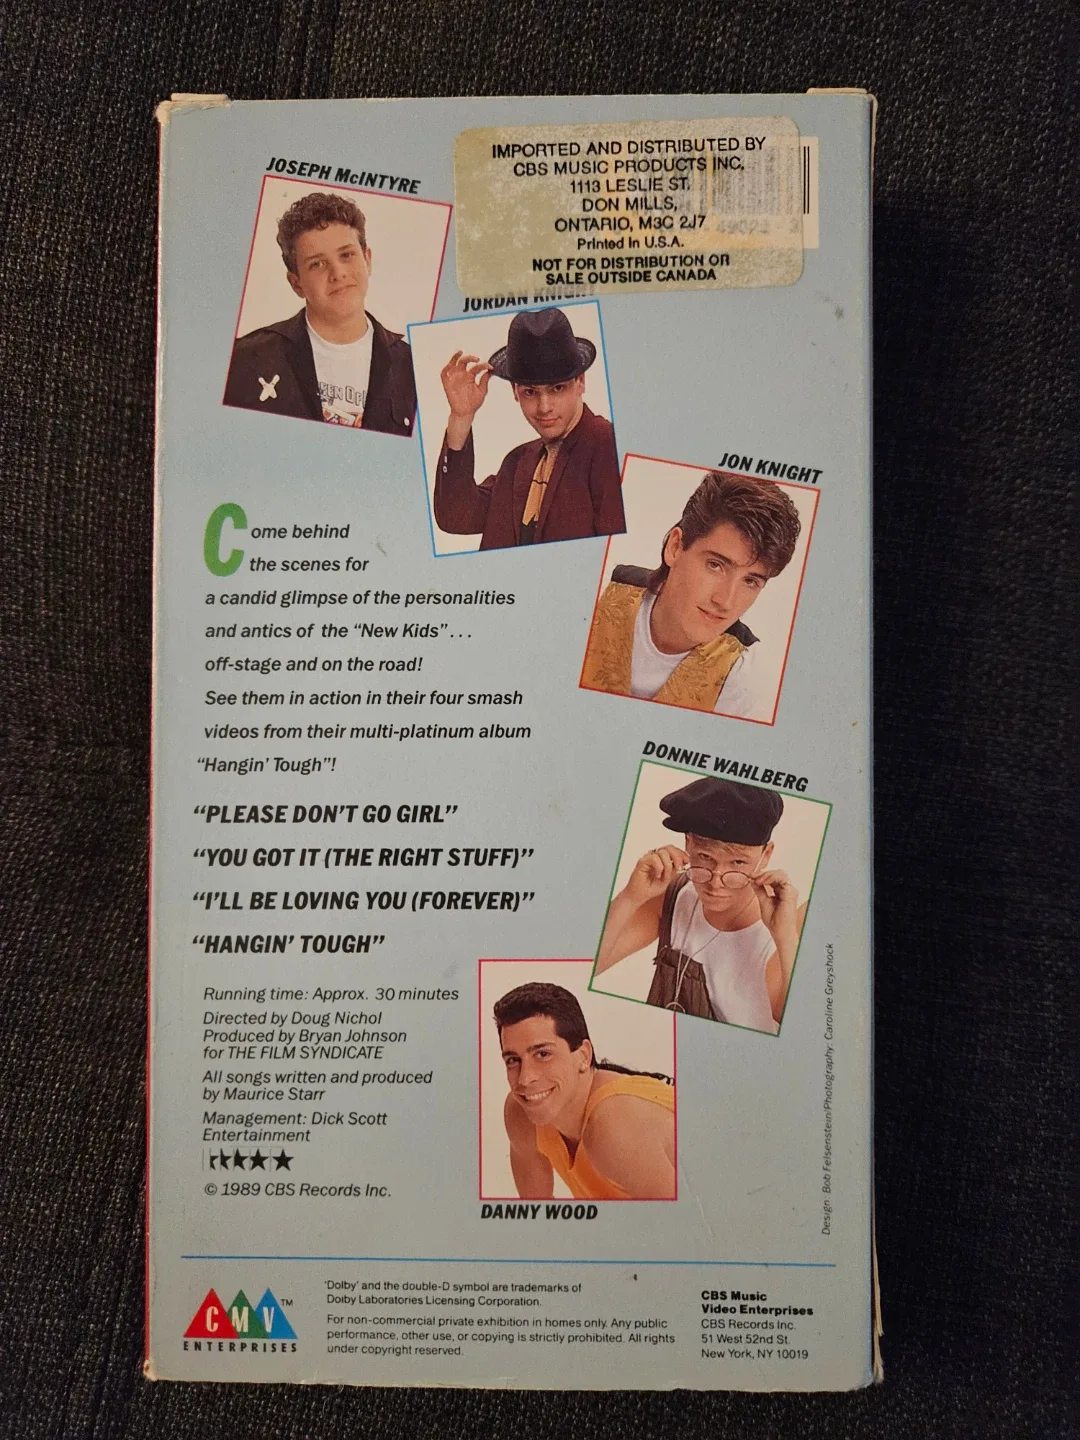 IMPORTED AND DISTRIBUTED BY
CBS MUSIC PRODUCTS INC.
1113 LESLIE ST.
DON MILLS,
ONTARIO, M3C 2J7
Printed In U.S.A.
NOT FOR DISTRIBUTION OR
SALE OUTSIDE CANADA
JOSEPH McINTYRE
JORDAN KNIGHT
JON KNIGHT
Come behind
the scenes for
a candid glimpse of the personalities
and antics of the “New Kids”...
off-stage and on the road!
See them in action in their four smash
videos from their multi-platinum album
“Hangin’ Tough”!
DONNIE WAHLBERG
“PLEASE DON’T GO GIRL”
“YOU GOT IT (THE RIGHT STUFF)”
“I’LL BE LOVING YOU (FOREVER)”
“HANGIN’ TOUGH”
Running time: Approx. 30 minutes
Directed by Doug Nichol
Produced by Bryan Johnson
for THE FILM SYNDICATE
All songs written and produced
by Maurice Starr
Management: Dick Scott
Entertainment
© 1989 CBS Records Inc.
DANNY WOOD
Design: Bob Felsenstein/Photography: Caroline Greyshock
CMV™
ENTERPRISES
‘Dolby’ and the double-D symbol are trademarks of
Dolby Laboratories Licensing Corporation.
For non-commercial private exhibition in homes only. Any public
performance, other use, or copying is strictly prohibited. All rights
under copyright reserved.
CBS Music
Video Enterprises
CBS Records Inc.
51 West 52nd St.
New York, NY 10019